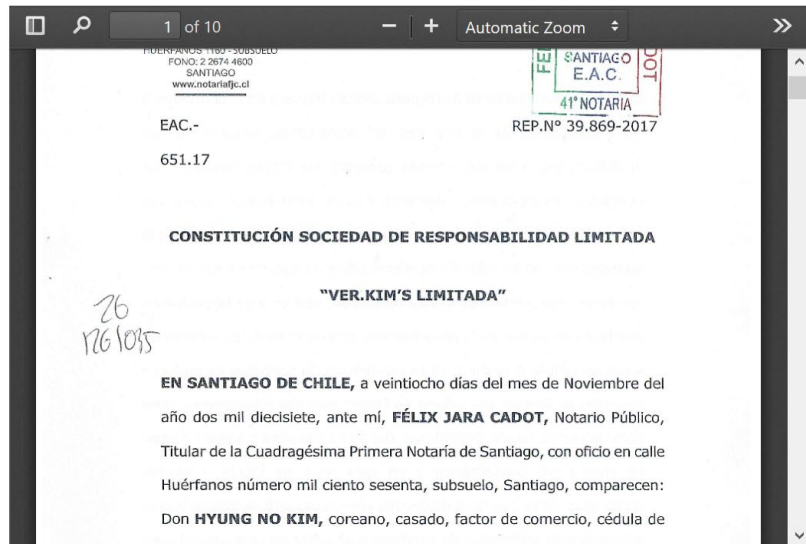 1 of 10
Automatic Zoom
HUERFANOS 1160 - SUBSUELO
FONO: 2 2674 4600
SANTIAGO
www.notariafjc.cl
SANTIAGO
E.A.C.
41° NOTARIA
EAC.-
REP.N° 39.869-2017
651.17
CONSTITUCIÓN SOCIEDAD DE RESPONSABILIDAD LIMITADA
"VER.KIM'S LIMITADA"
26
EN SANTIAGO DE CHILE, a veintiocho días del mes de Noviembre del
año dos mil diecisiete, ante mí, FÉLIX JARA CADOT, Notario Público,
Titular de la Cuadragésima Primera Notaría de Santiago, con oficio en calle
Huérfanos número mil ciento sesenta, subsuelo, Santiago, comparecen:
Don HYUNG NO KIM, coreano, casado, factor de comercio, cédula de